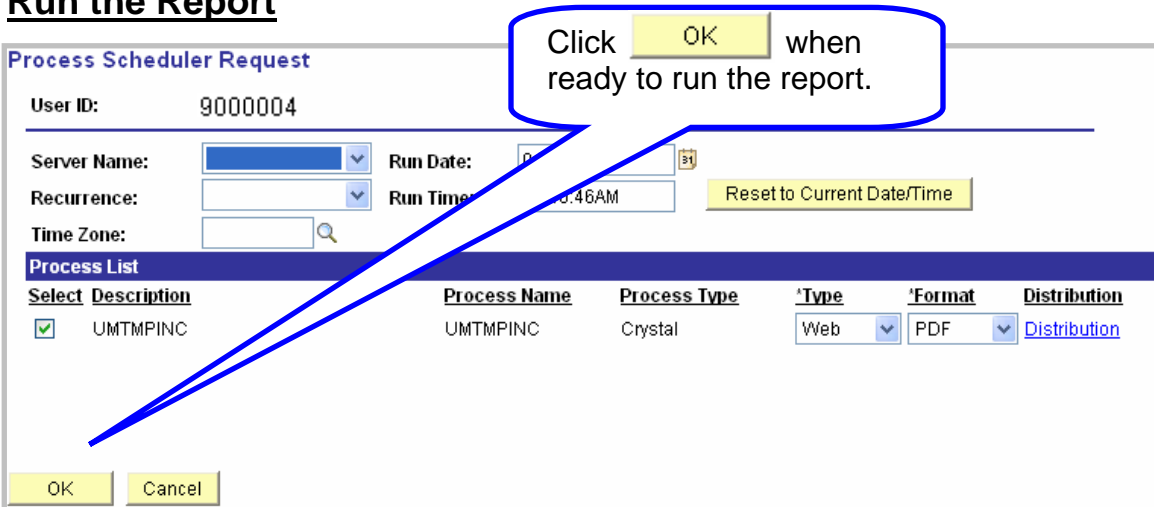 Run the Report
Click OK when
ready to run the report.
Process Scheduler Request
User ID: 9000004
Server Name: Run Date:
Recurrence: Run Time: :46AM Reset to Current Date/Time
Time Zone:
Process List
Select Description Process Name Process Type *Type *Format Distribution
UMTMPINC UMTMPINC Crystal Web PDF Distribution
OK Cancel